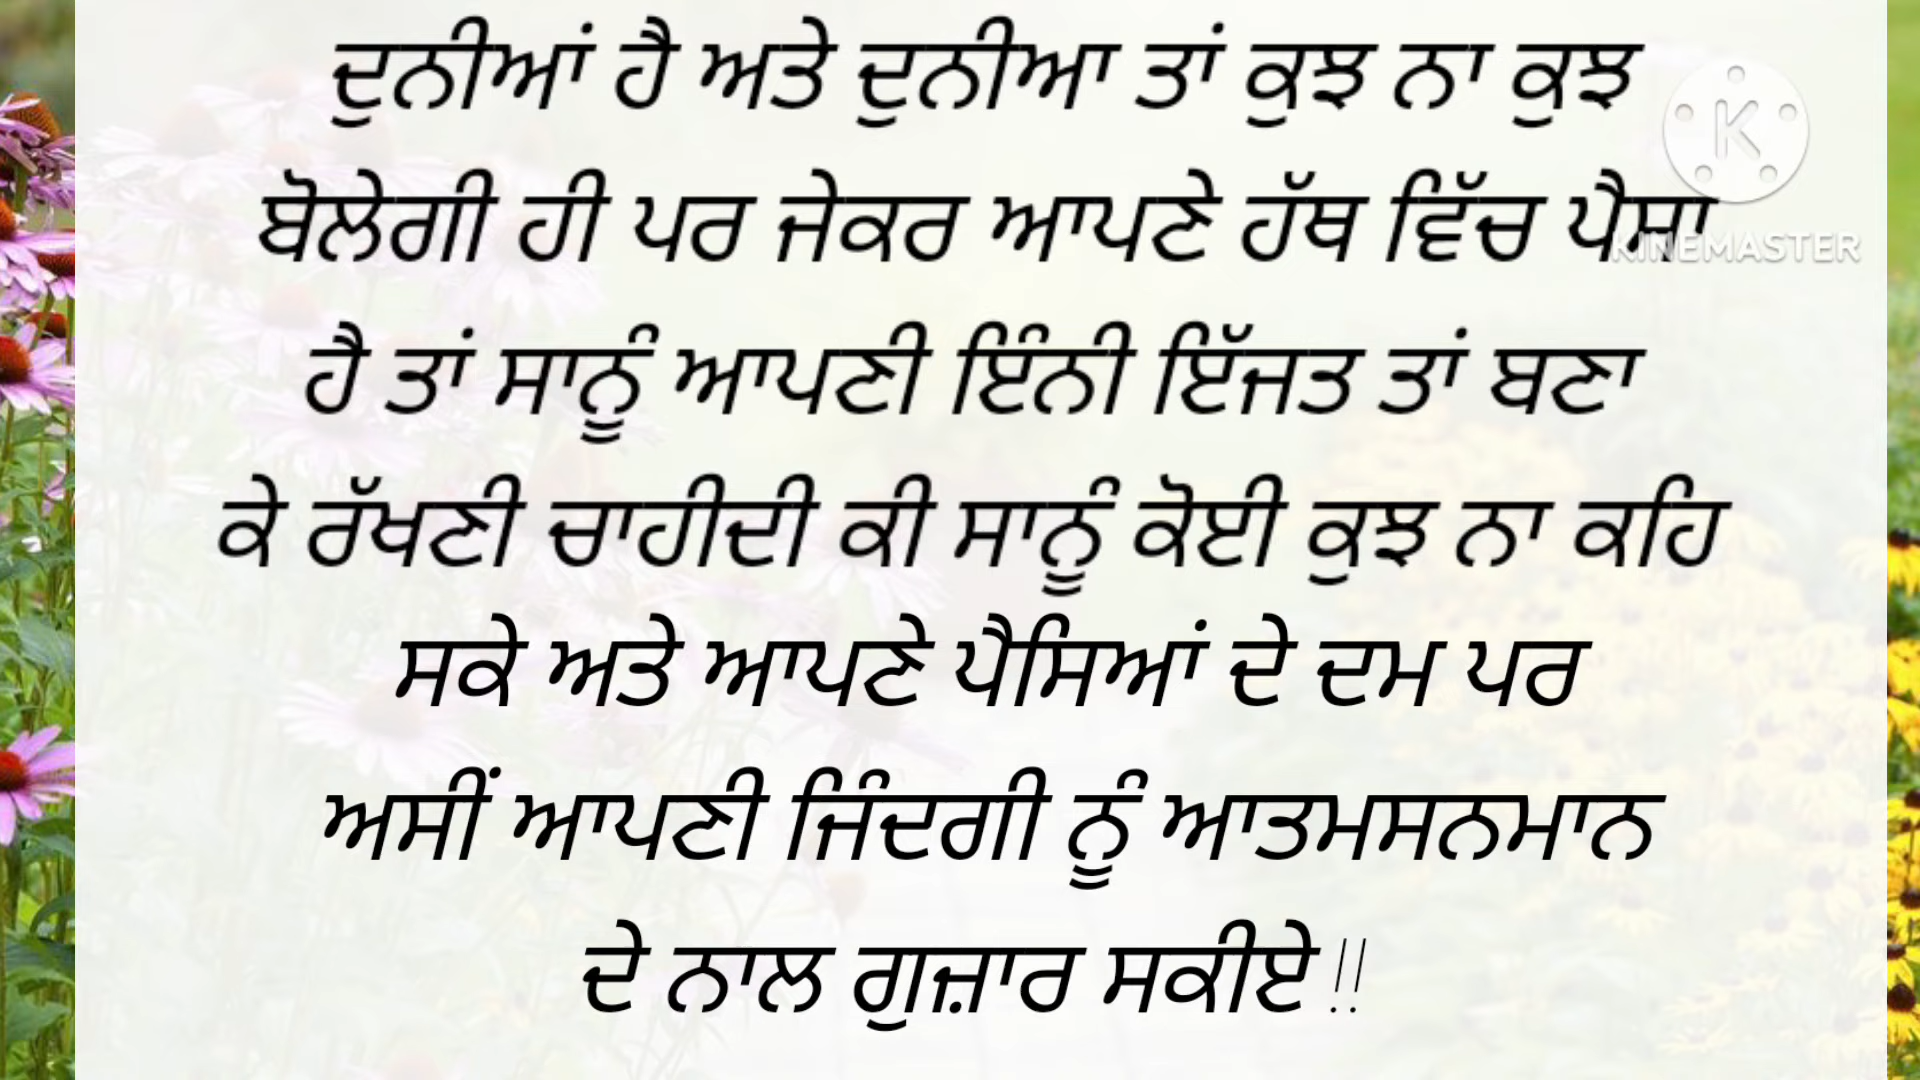 ਦੁਨੀਆਂ ਹੈ ਅਤੇ ਦੁਨੀਆ ਤਾਂ ਕੁਝ ਨਾ ਕੁਝ
ਬੋਲੇਗੀ ਹੀ ਪਰ ਜੇਕਰ ਆਪਣੇ ਹੱਥ ਵਿੱਚ ਪੈਸਾ
KINEMASTER
ਹੈ ਤਾਂ ਸਾਨੂੰ ਆਪਣੀ ਇੰਨੀ ਇੱਜਤ ਤਾਂ ਬਣਾ
ਕੇ ਰੱਖਣੀ ਚਾਹੀਦੀ ਕੀ ਸਾਨੂੰ ਕੋਈ ਕੁਝ ਨਾ ਕਹਿ
ਸਕੇ ਅਤੇ ਆਪਣੇ ਪੈਸਿਆਂ ਦੇ ਦਮ ਪਰ
ਅਸੀਂ ਆਪਣੀ ਜਿੰਦਗੀ ਨੂੰ ਆਤਮਸਨਮਾਨ
ਦੇ ਨਾਲ ਗੁਜ਼ਾਰ ਸਕੀਏ !!